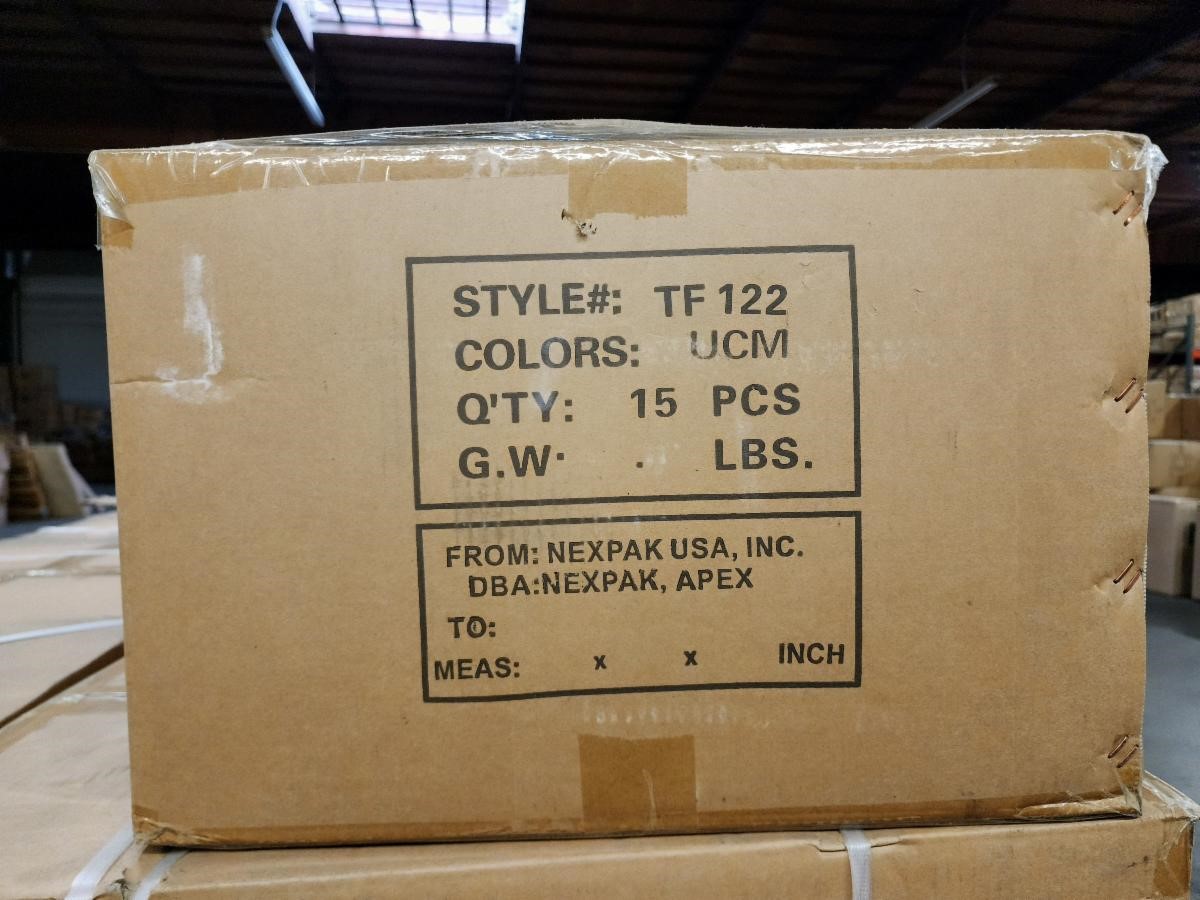 STYLE#: TF 122
COLORS: UCM
Q'TY: 15 PCS
G.W. . LBS.
FROM: NEXPAK USA, INC.
DBA:NEXPAK, APEX
TO:
MEAS: x x INCH